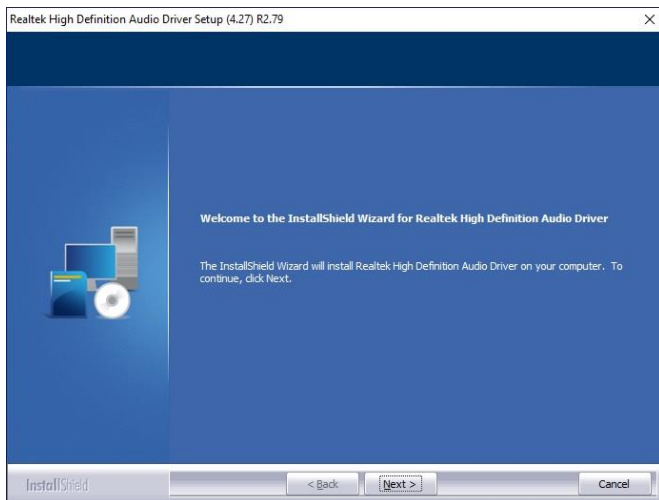 Realtek High Definition Audio Driver Setup (4.27) R2.79
Welcome to the InstallShield Wizard for Realtek High Definition Audio Driver
The InstallShield Wizard will install Realtek High Definition Audio Driver on your computer. To
continue, click Next.
InstallShield
< Back
Next >
Cancel